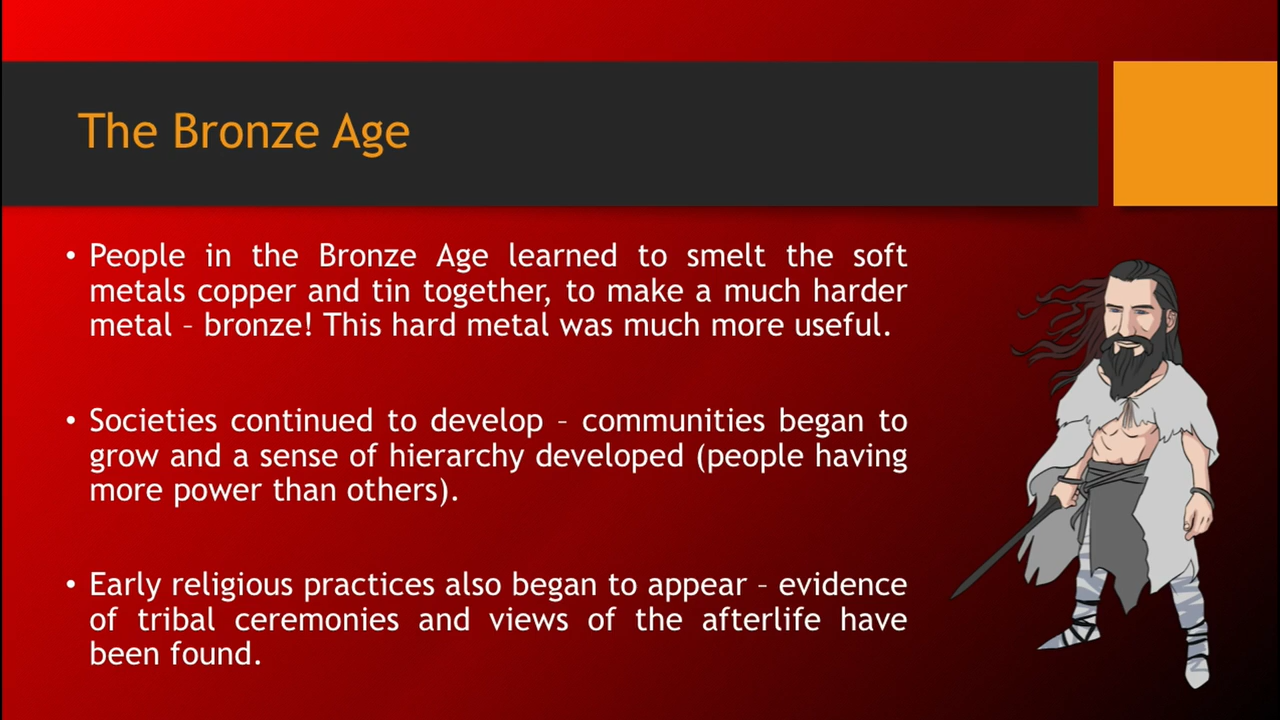 The Bronze Age
• People in the Bronze Age learned to smelt the soft
metals copper and tin together, to make a much harder
metal – bronze! This hard metal was much more useful.
• Societies continued to develop – communities began to
grow and a sense of hierarchy developed (people having
more power than others).
• Early religious practices also began to appear – evidence
of tribal ceremonies and views of the afterlife have
been found.